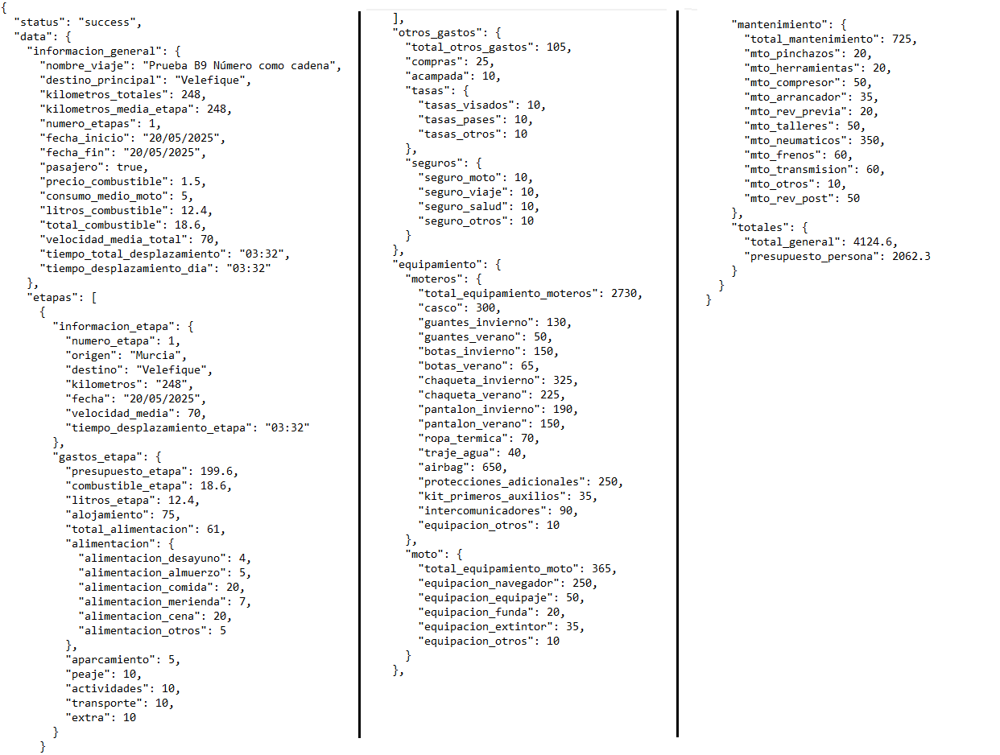 {
"status": "success",
"data": {
"informacion_general": {
"nombre_viaje": "Prueba B9 Número como cadena",
"destino_principal": "Velefique",
"kilometros_totales": 248,
"kilometros_media_etapa": 248,
"numero_etapas": 1,
"fecha_inicio": "20/05/2025",
"fecha_fin": "20/05/2025",
"pasajero": true,
"precio_combustible": 1.5,
"consumo_medio_moto": 5,
"litros_combustible": 12.4,
"total_combustible": 18.6,
"velocidad_media_total": 70,
"tiempo_total_desplazamiento": "03:32",
"tiempo_desplazamiento_dia": "03:32"
},
"etapas": [
{
"informacion_etapa": {
"numero_etapa": 1,
"origen": "Murcia",
"destino": "Velefique",
"kilometros": "248",
"fecha": "20/05/2025",
"velocidad_media": 70,
"tiempo_desplazamiento_etapa": "03:32"
},
"gastos_etapa": {
"presupuesto_etapa": 199.6,
"combustible_etapa": 18.6,
"litros_etapa": 12.4,
"alojamiento": 75,
"total_alimentacion": 61,
"alimentacion": {
"alimentacion_desayuno": 4,
"alimentacion_almuerzo": 5,
"alimentacion_comida": 20,
"alimentacion_merienda": 7,
"alimentacion_cena": 20,
"alimentacion_otros": 5
},
"aparcamiento": 5,
"peaje": 10,
"actividades": 10,
"transporte": 10,
"extra": 10
}
}
],
"otros_gastos": {
"total_otros_gastos": 105,
"compras": 25,
"acampada": 10,
"tasas": {
"tasas_visados": 10,
"tasas_pases": 10,
"tasas_otros": 10
},
"seguros": {
"seguro_moto": 10,
"seguro_viaje": 10,
"seguro_salud": 10,
"seguro_otros": 10
}
},
"equipamiento": {
"moteros": {
"total_equipamiento_moteros": 2730,
"casco": 300,
"guantes_invierno": 130,
"guantes_verano": 50,
"botas_invierno": 150,
"botas_verano": 65,
"chaqueta_invierno": 325,
"chaqueta_verano": 225,
"pantalon_invierno": 190,
"pantalon_verano": 150,
"ropa_termica": 70,
"traje_agua": 40,
"airbag": 650,
"protecciones_adicionales": 250,
"kit_primeros_auxilios": 35,
"intercomunicadores": 90,
"equipacion_otros": 10
},
"moto": {
"total_equipamiento_moto": 365,
"equipacion_navegador": 250,
"equipacion_equipaje": 50,
"equipacion_funda": 20,
"equipacion_extintor": 35,
"equipacion_otros": 10
}
},
"mantenimiento": {
"total_mantenimiento": 725,
"mto_pinchazos": 20,
"mto_herramientas": 20,
"mto_compresor": 50,
"mto_arrancador": 35,
"mto_rev_previa": 20,
"mto_talleres": 50,
"mto_neumaticos": 350,
"mto_frenos": 60,
"mto_transmision": 60,
"mto_otros": 10,
"mto_rev_post": 50
},
"totales": {
"total_general": 4124.6,
"presupuesto_persona": 2062.3
}
}
}